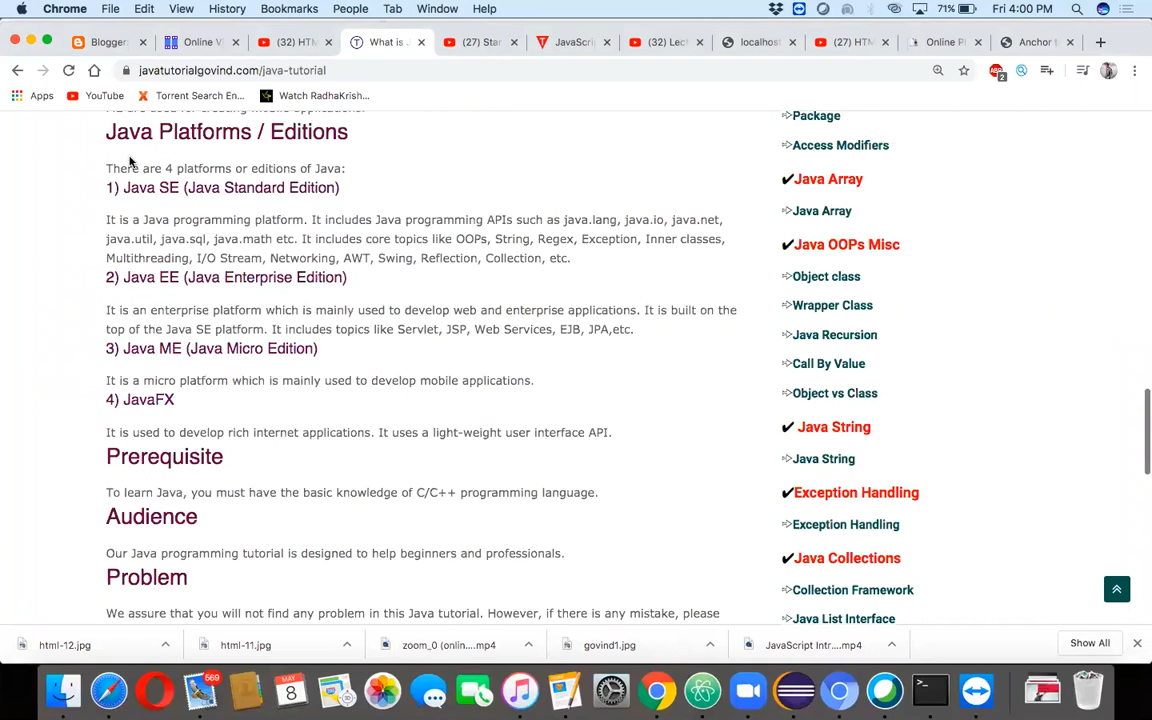 Chrome File Edit View History Bookmarks People Tab Window Help 71% Fri 4:00 PM
Blogger: Online V (32) HTM What is J (27) Star JavaScri (32) Lec localhos (27) HTM Online P Anchor t
javatutorialgovind.com/java-tutorial
2
Apps YouTube Torrent Search En... Watch RadhaKrish...
Java Platforms / Editions
There are 4 platforms or editions of Java:
1) Java SE (Java Standard Edition)
It is a Java programming platform. It includes Java programming APIs such as java.lang, java.io, java.net,
java.util, java.sql, java.math etc. It includes core topics like OOPs, String, Regex, Exception, Inner classes,
Multithreading, I/O Stream, Networking, AWT, Swing, Reflection, Collection, etc.
2) Java EE (Java Enterprise Edition)
It is an enterprise platform which is mainly used to develop web and enterprise applications. It is built on the
top of the Java SE platform. It includes topics like Servlet, JSP, Web Services, EJB, JPA,etc.
3) Java ME (Java Micro Edition)
It is a micro platform which is mainly used to develop mobile applications.
4) JavaFX
It is used to develop rich internet applications. It uses a light-weight user interface API.
Prerequisite
To learn Java, you must have the basic knowledge of C/C++ programming language.
Audience
Our Java programming tutorial is designed to help beginners and professionals.
Problem
We assure that you will not find any problem in this Java tutorial. However, if there is any mistake, please
⇨Package
⇨Access Modifiers
✔Java Array
⇨Java Array
✔Java OOPs Misc
⇨Object class
⇨Wrapper Class
⇨Java Recursion
⇨Call By Value
⇨Object vs Class
✔ Java String
⇨Java String
✔Exception Handling
⇨Exception Handling
✔Java Collections
⇨Collection Framework
⇨Java List Interface
html-12.jpg html-11.jpg zoom_0 (onlin....mp4 govind1.jpg JavaScript Intr....mp4 Show All
569
MAY
8